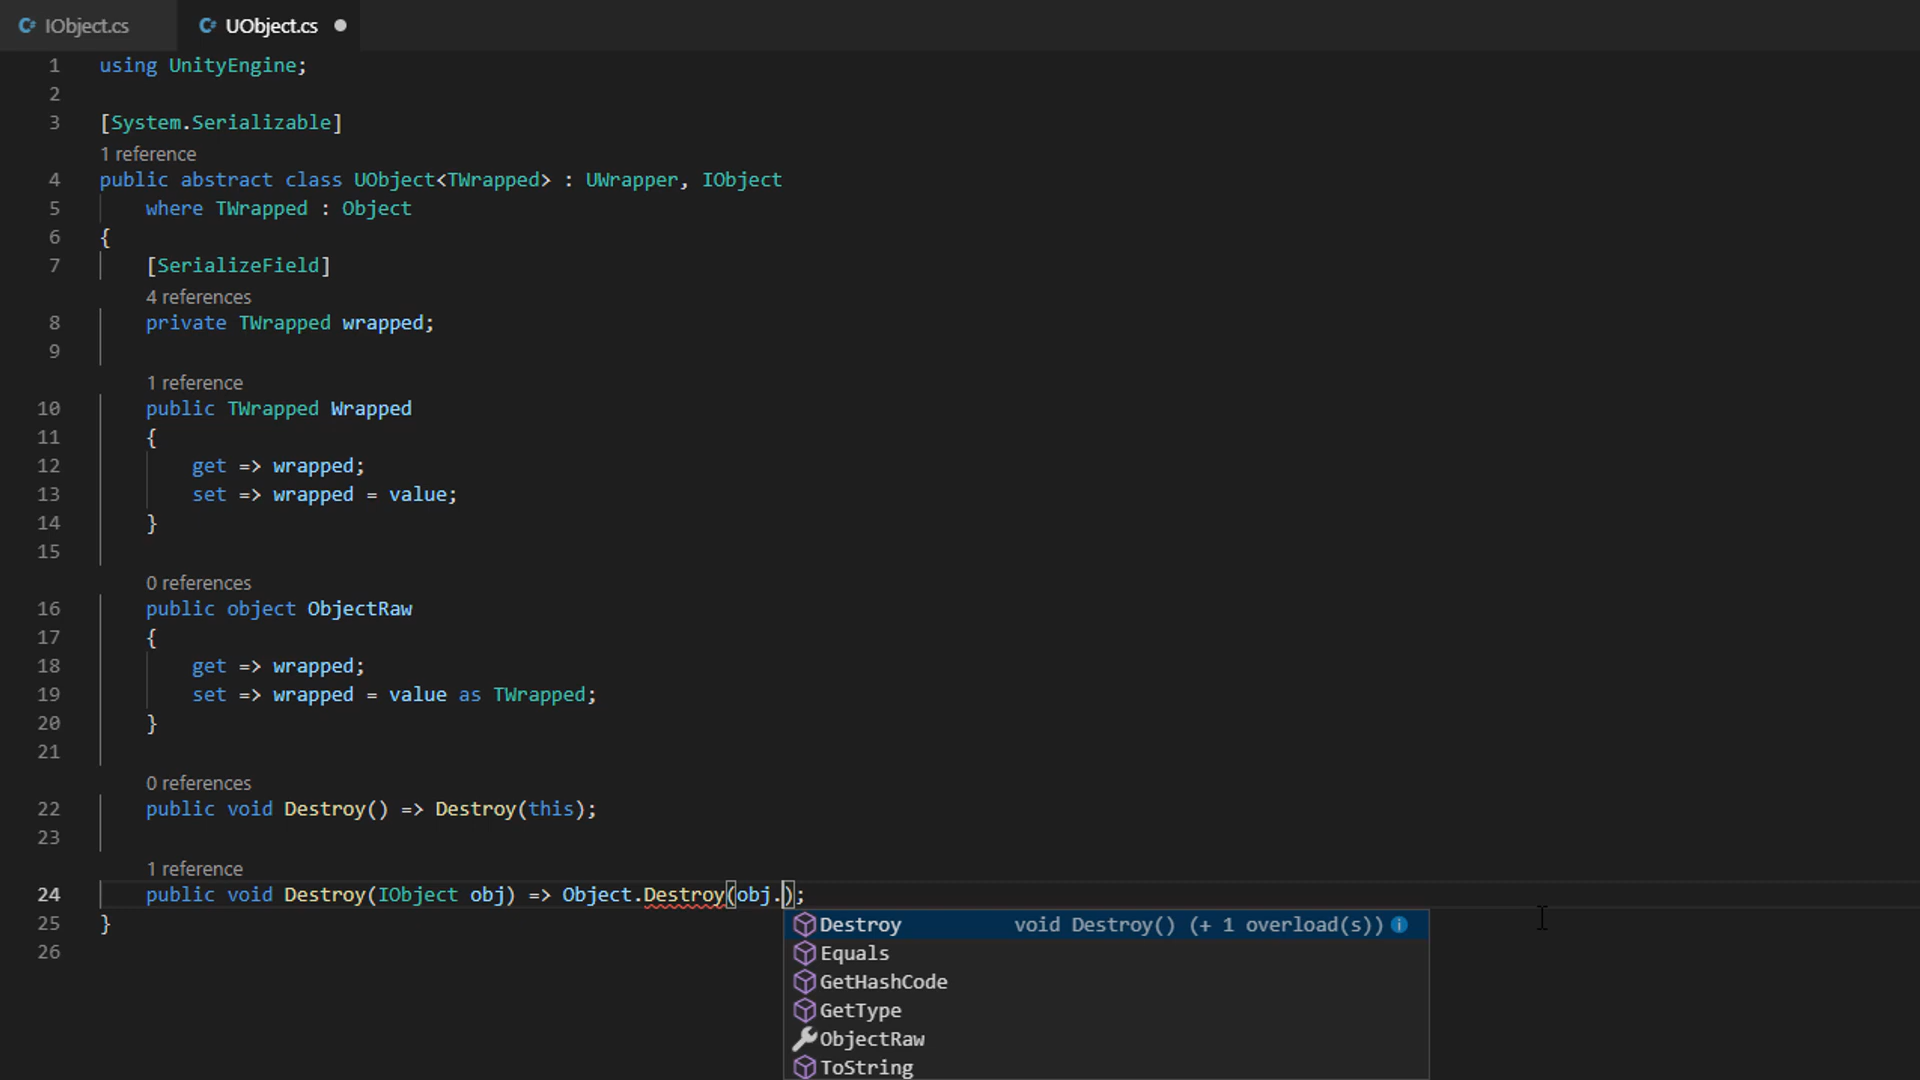 IObject.cs UObject.cs
1 using UnityEngine;
2
3 [System.Serializable]
1 reference
4 public abstract class UObject<TWrapped> : UWrapper, IObject
5 where TWrapped : Object
6 {
7 [SerializeField]
4 references
8 private TWrapped wrapped;
9
1 reference
10 public TWrapped Wrapped
11 {
12 get => wrapped;
13 set => wrapped = value;
14 }
15
0 references
16 public object ObjectRaw
17 {
18 get => wrapped;
19 set => wrapped = value as TWrapped;
20 }
21
0 references
22 public void Destroy() => Destroy(this);
23
1 reference
24 public void Destroy(IObject obj) => Object.Destroy(obj.);
25 }
Destroy void Destroy() (+ 1 overload(s))
26
Equals
GetHashCode
GetType
ObjectRaw
ToString